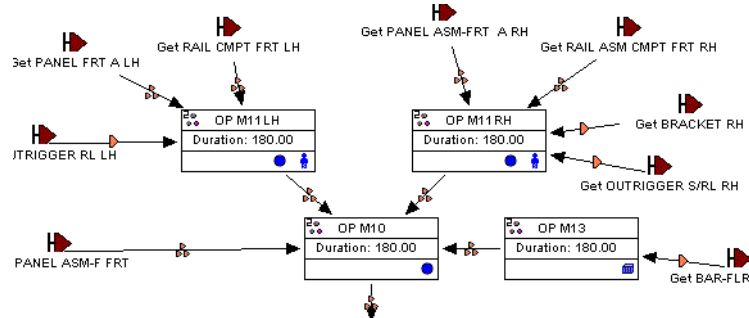 Get PANEL ASM-FRT A RH
Get RAIL CMPT FRT LH
Get RAIL ASM CMPT FRT RH
Get PANEL FRT A LH
OP M11LH
Duration: 180.00
OP M11RH
Duration: 180.00
Get BRACKET RH
UTRIGGER RL LH
Get OUTRIGGER S/RL RH
OP M10
Duration: 180.00
OP M13
Duration: 180.00
PANEL ASM-F FRT
Get BAR-FLR